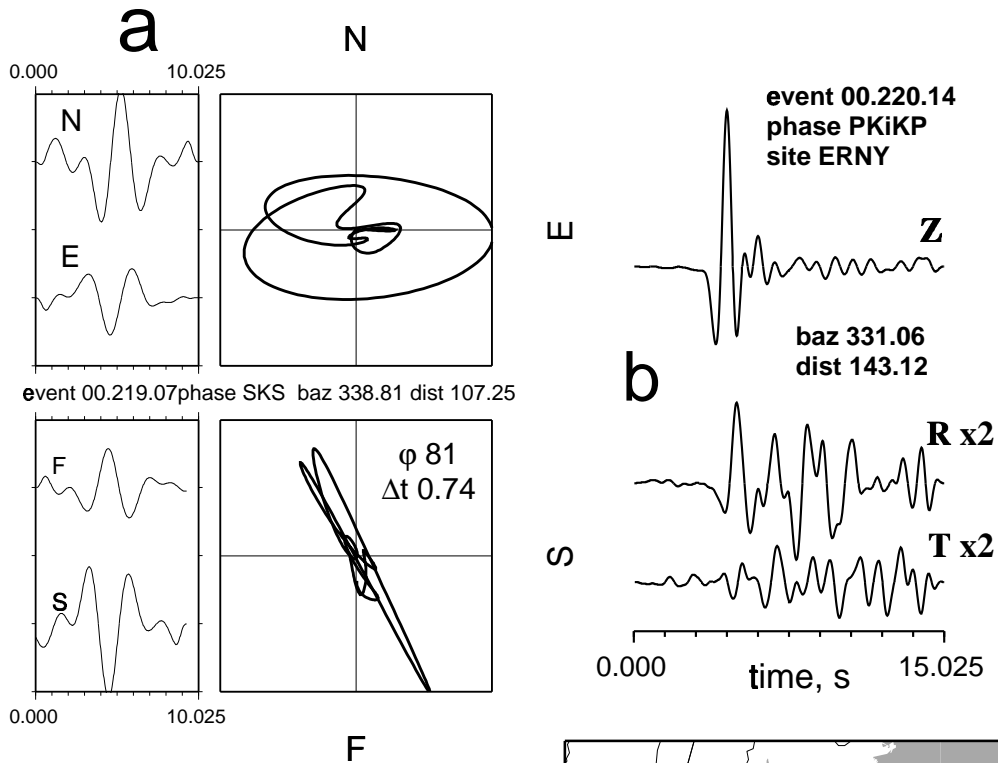 a
N
0.000 10.025
N
E
E
event 00.219.07phase SKS baz 338.81 dist 107.25
F
S
φ 81
Δt 0.74
S
0.000 10.025
F
event 00.220.14
phase PKiKP
site ERNY
Z
baz 331.06
dist 143.12
b
R x2
T x2
0.000 15.025
time, s